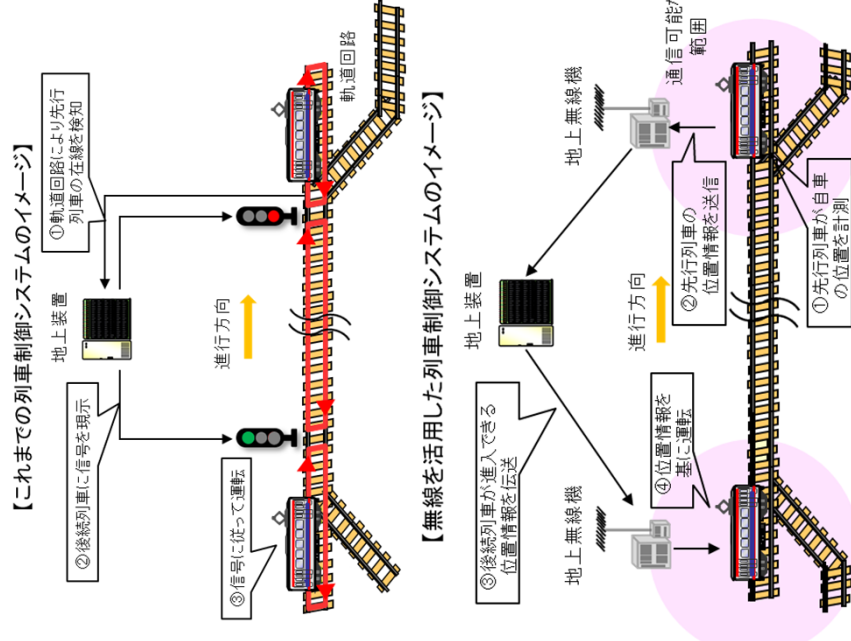 【これまでの列車制御システムのイメージ】
①軌道回路により先行
列車の在線を検知
地上装置
②後続列車に信号を現示
進行方向
軌道回路
③信号に従って運転
【無線を活用した列車制御システムのイメージ】
地上装置
地上無線機
通信可能な
範囲
②先行列車の
位置情報を送信
進行方向
①先行列車が自車
の位置を計測
③後続列車が進入できる
位置情報を伝送
地上無線機
④位置情報を
基に運転